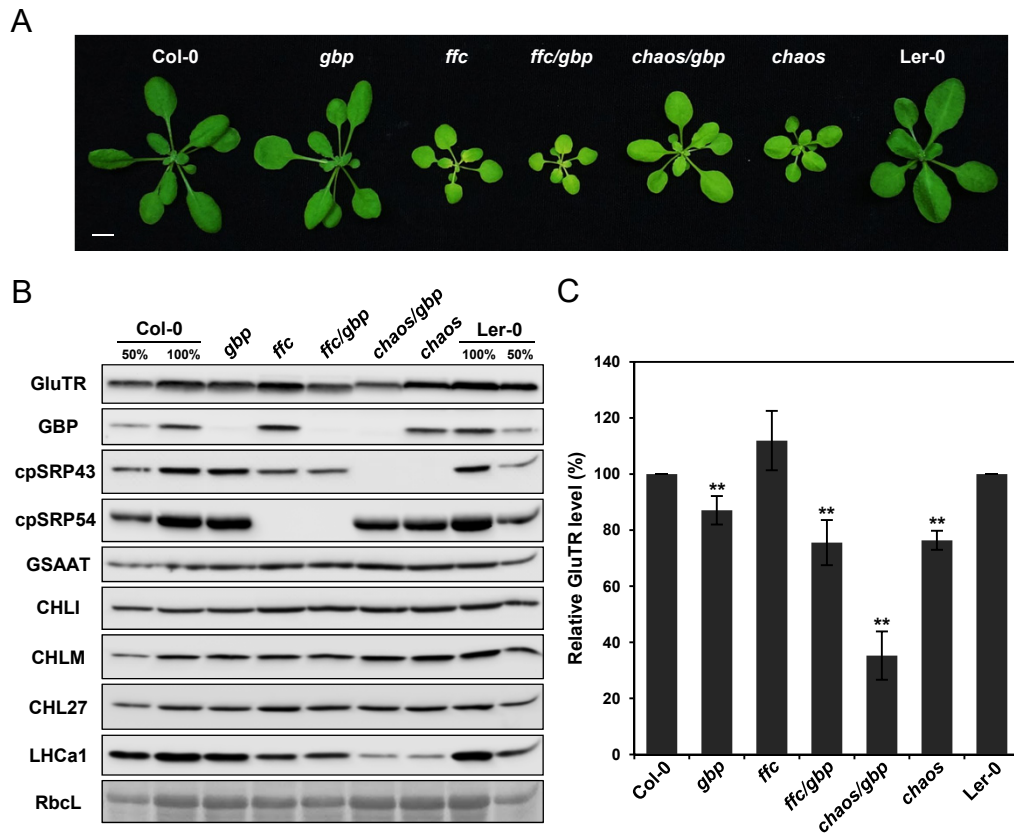 A
Col-0 gbp ffc ffc/gbp chaos/gbp chaos Ler-0
B
Col-0 gbp ffc ffc/gbp chaos/gbp chaos Ler-0
50% 100% 100% 50%
GluTR
GBP
cpSRP43
cpSRP54
GSAAT
CHLI
CHLM
CHL27
LHCa1
RbcL
C
Relative GluTR level (%)
140
120
100
80
60
40
20
0
** ** ** **
Col-0 gbp ffc ffc/gbp chaos/gbp chaos Ler-0